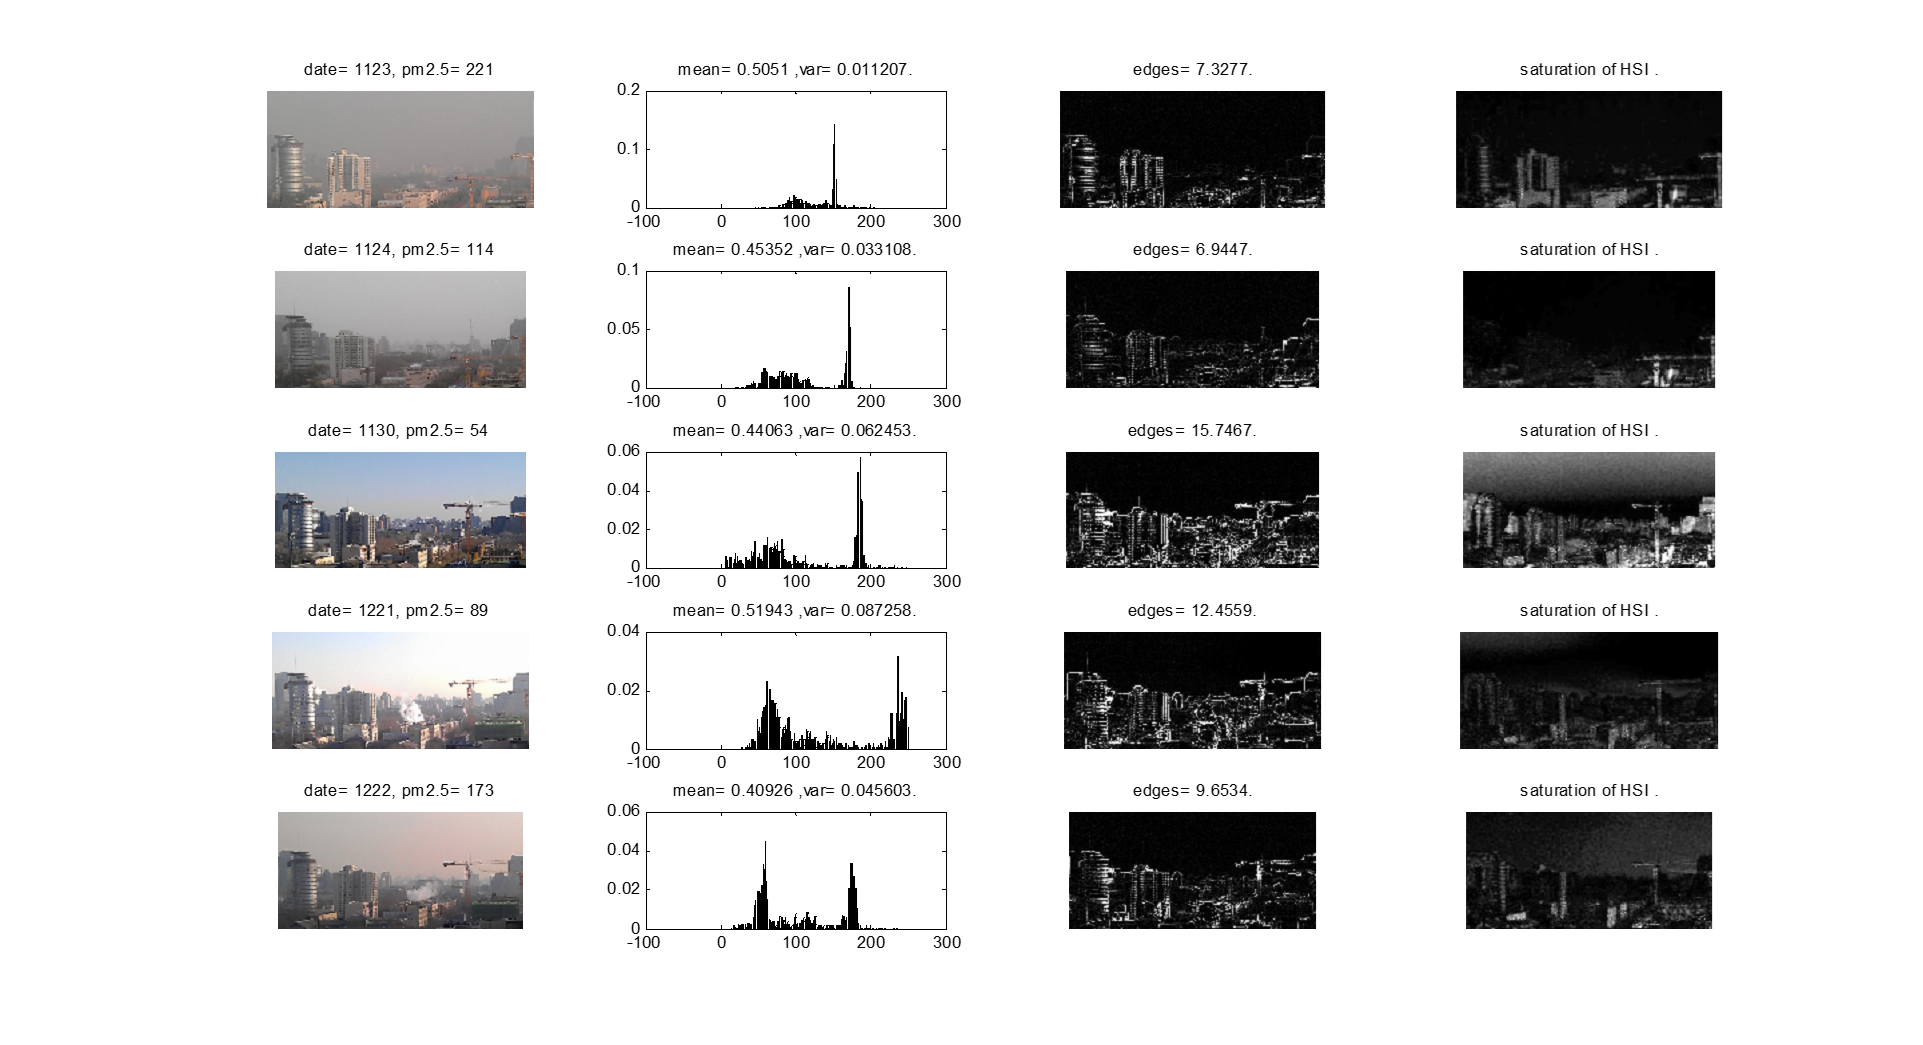 date= 1123, pm2.5= 221 mean= 0.5051 ,var= 0.011207. edges= 7.3277. saturation of HSI .
0.2
0.1
0
-100 0 100 200 300
date= 1124, pm2.5= 114 mean= 0.45352 ,var= 0.033108. edges= 6.9447. saturation of HSI .
0.1
0.05
0
-100 0 100 200 300
date= 1130, pm2.5= 54 mean= 0.44063 ,var= 0.062453. edges= 15.7467. saturation of HSI .
0.06
0.04
0.02
0
-100 0 100 200 300
date= 1221, pm2.5= 89 mean= 0.51943 ,var= 0.087258. edges= 12.4559. saturation of HSI .
0.04
0.02
0
-100 0 100 200 300
date= 1222, pm2.5= 173 mean= 0.40926 ,var= 0.045603. edges= 9.6534. saturation of HSI .
0.06
0.04
0.02
0
-100 0 100 200 300